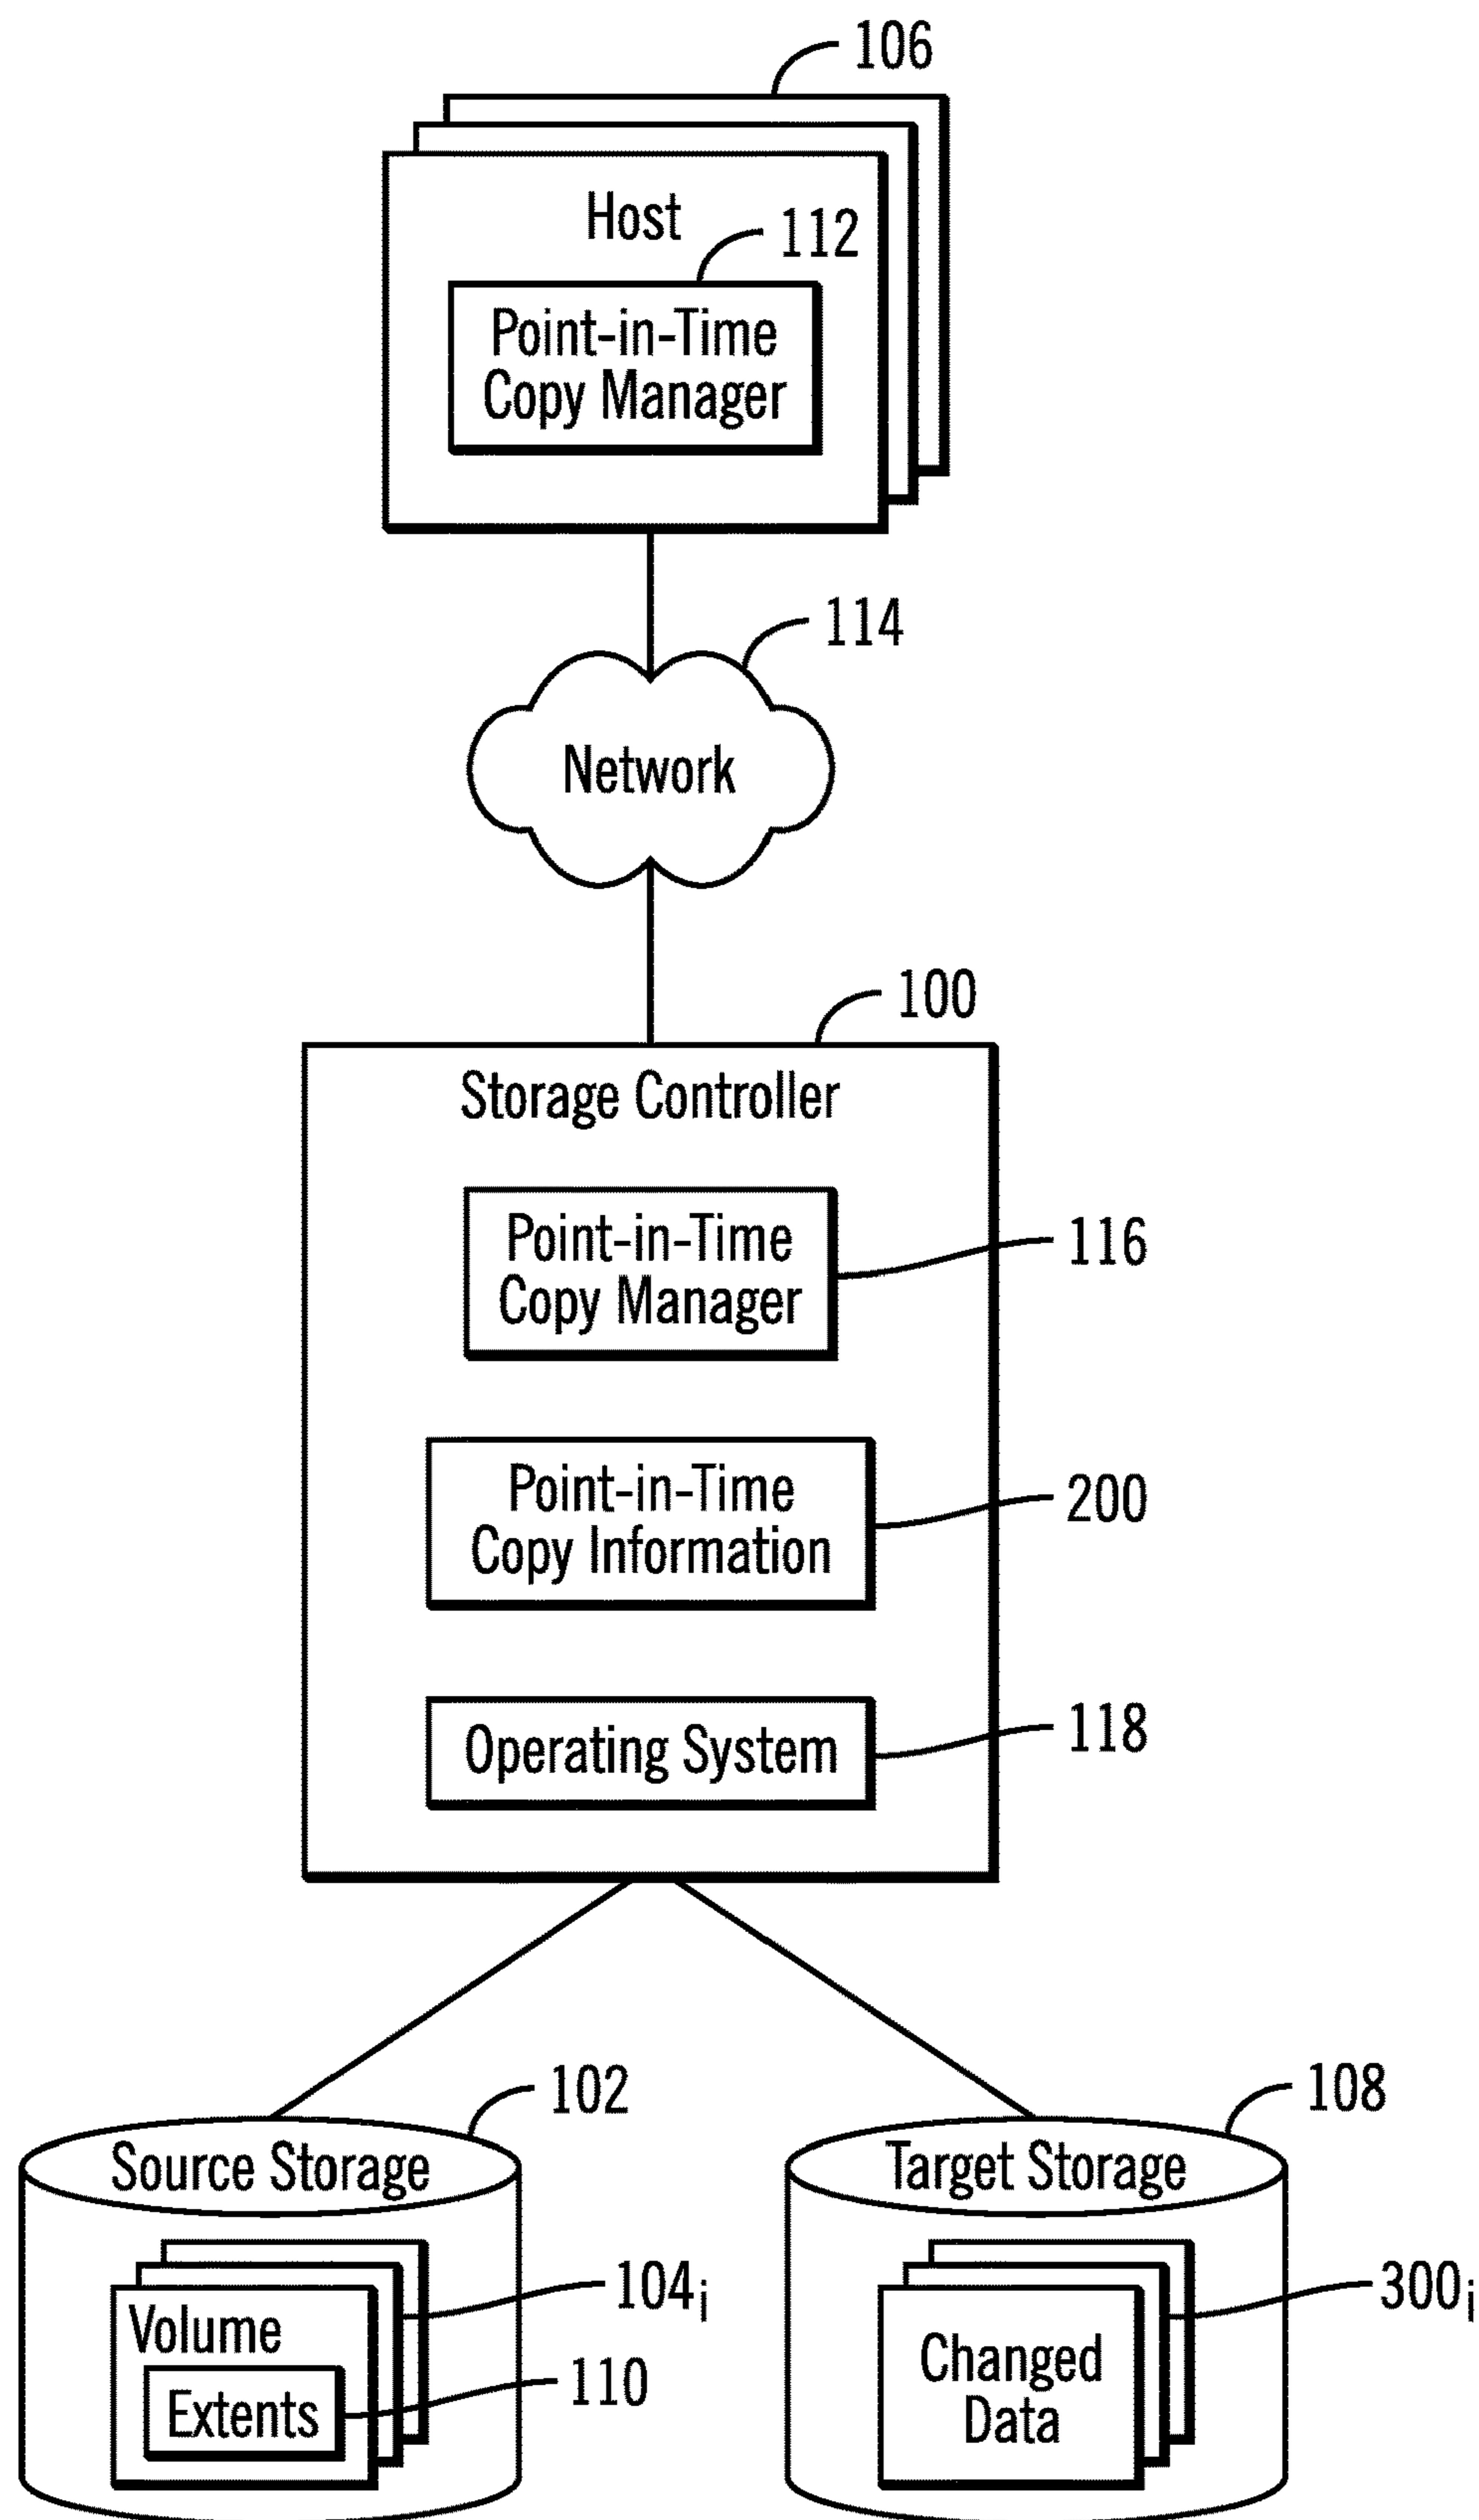 106
Host
112
Point-in-Time
Copy Manager
114
Network
100
Storage Controller
Point-in-Time
Copy Manager
116
Point-in-Time
Copy Information
200
Operating System
118
102
108
Source Storage
Target Storage
104i
300i
Volume
Changed
Data
110
Extents